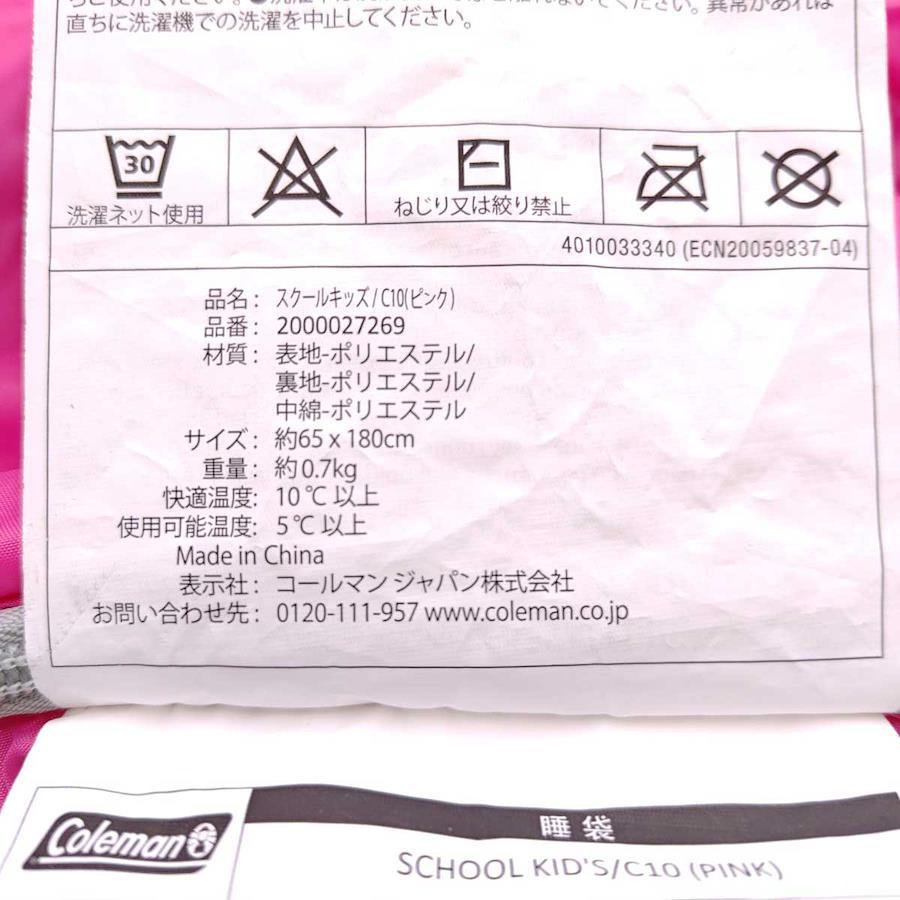 直ちに洗濯機での洗濯を中止してください。
30
洗濯ネット使用
ねじり又は絞り禁止
4010033340 (ECN20059837-04)
品名: スクールキッズ/C10(ピンク)
品番: 2000027269
材質: 表地-ポリエステル/
裏地-ポリエステル/
中綿-ポリエステル
サイズ: 約65 x 180cm
重量: 約0.7kg
快適温度: 10℃以上
使用可能温度: 5℃以上
Made in China
表示社: コールマン ジャパン株式会社
お問い合わせ先: 0120-111-957 www.coleman.co.jp
Coleman
睡袋
SCHOOL KID'S/C10 (PINK)